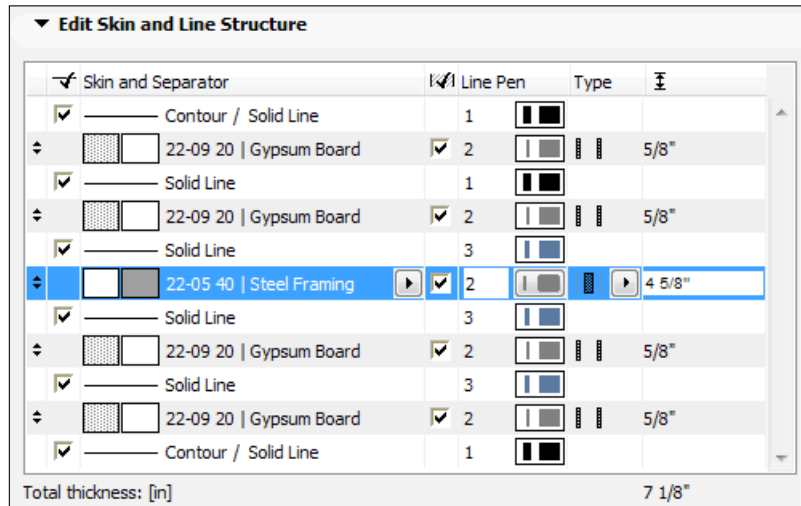 Edit Skin and Line Structure
Skin and Separator Line Pen Type
Contour / Solid Line 1
22-09 20 | Gypsum Board 2 5/8"
Solid Line 1
22-09 20 | Gypsum Board 2 5/8"
Solid Line 3
22-05 40 | Steel Framing 2 4 5/8"
Solid Line 3
22-09 20 | Gypsum Board 2 5/8"
Solid Line 3
22-09 20 | Gypsum Board 2 5/8"
Contour / Solid Line 1
Total thickness: [in] 7 1/8"